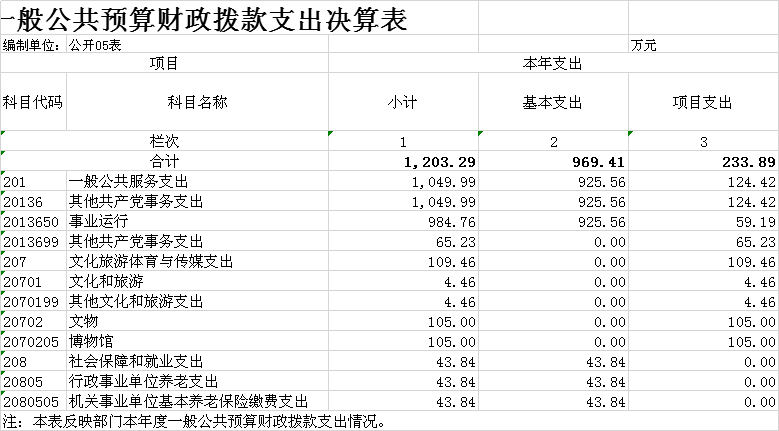 一般公共预算财政拨款支出决算表
编制单位： 公开05表 万元
项目 本年支出
科目代码 科目名称 小计 基本支出 项目支出
栏次 1 2 3
合计 1,203.29 969.41 233.89
201 一般公共服务支出 1,049.99 925.56 124.42
20136 其他共产党事务支出 1,049.99 925.56 124.42
2013650 事业运行 984.76 925.56 59.19
2013699 其他共产党事务支出 65.23 0.00 65.23
207 文化旅游体育与传媒支出 109.46 0.00 109.46
20701 文化和旅游 4.46 0.00 4.46
2070199 其他文化和旅游支出 4.46 0.00 4.46
20702 文物 105.00 0.00 105.00
2070205 博物馆 105.00 0.00 105.00
208 社会保障和就业支出 43.84 43.84 0.00
20805 行政事业单位养老支出 43.84 43.84 0.00
2080505 机关事业单位基本养老保险缴费支出 43.84 43.84 0.00
注：本表反映部门本年度一般公共预算财政拨款支出情况。